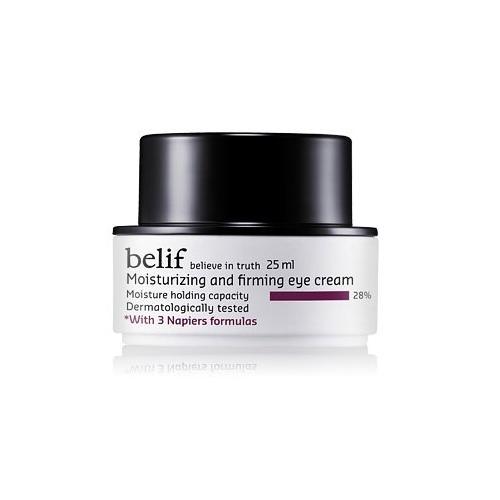 belif believe in truth 25 ml
Moisturizing and firming eye cream
Moisture holding capacity 28%
Dermatologically tested
*With 3 Napiers formulas